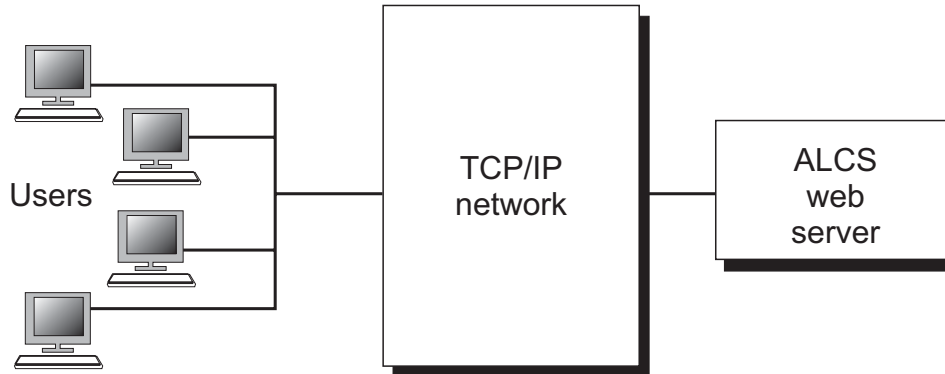 Users
TCP/IP
network
ALCS
web
server